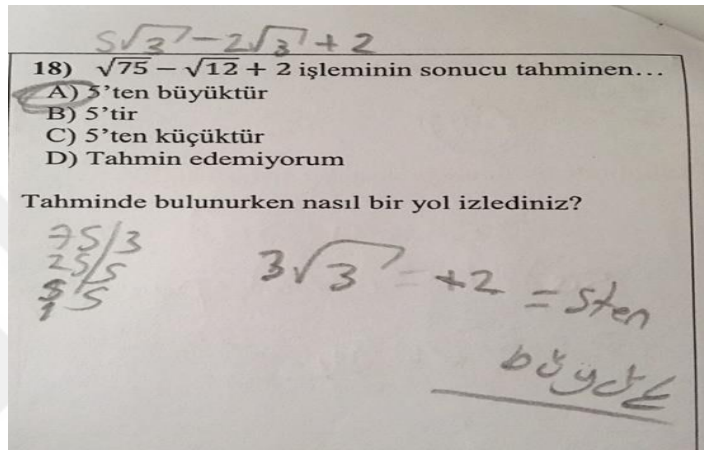 5√3 - 2√3 + 2
18) √75 − √12 + 2 işleminin sonucu tahminen...
A) 5’ten büyüktür
B) 5’tir
C) 5’ten küçüktür
D) Tahmin edemiyorum
Tahminde bulunurken nasıl bir yol izlediniz?
75/3
25/5
5/5
1
3√3 = +2 = 5ten
büyük